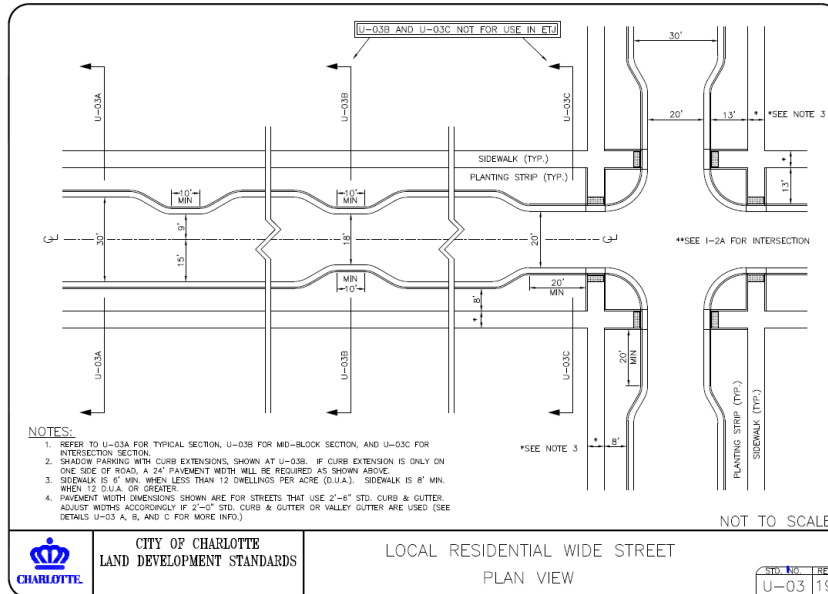 U-03B AND U-03C NOT FOR USE IN ETJ
30'
U-03A
U-03B
U-03C
20'
13'
*
*SEE NOTE 3
SIDEWALK (TYP.)
PLANTING STRIP (TYP.)
*
13'
10'
MIN
10'
MIN
℄
30'
9'
15'
18'
20'
℄
**SEE I-2A FOR INTERSECTION
MIN
10'
20'
MIN
8'
*
U-03A
U-03B
U-03C
20'
MIN
*SEE NOTE 3
*
8'
PLANTING STRIP (TYP.)
SIDEWALK (TYP.)
NOTES:
1. REFER TO U-03A FOR TYPICAL SECTION, U-03B FOR MID-BLOCK SECTION, AND U-03C FOR
INTERSECTION SECTION.
2. SHADOW PARKING WITH CURB EXTENSIONS, SHOWN AT U-03B. IF CURB EXTENSION IS ONLY ON
ONE SIDE OF ROAD, A 24' PAVEMENT WIDTH WILL BE REQUIRED AS SHOWN ABOVE.
3. SIDEWALK IS 6' MIN. WHEN LESS THAN 12 DWELLINGS PER ACRE (D.U.A.). SIDEWALK IS 8' MIN.
WHEN 12 D.U.A. OR GREATER.
4. PAVEMENT WIDTH DIMENSIONS SHOWN ARE FOR STREETS THAT USE 2'-6" STD. CURB & GUTTER.
ADJUST WIDTHS ACCORDINGLY IF 2'-0" STD. CURB & GUTTER OR VALLEY GUTTER ARE USED (SEE
DETAILS U-03 A, B, AND C FOR MORE INFO.)
NOT TO SCALE
CHARLOTTE.
CITY OF CHARLOTTE
LAND DEVELOPMENT STANDARDS
LOCAL RESIDENTIAL WIDE STREET
PLAN VIEW
STD. NO.
U-03
19